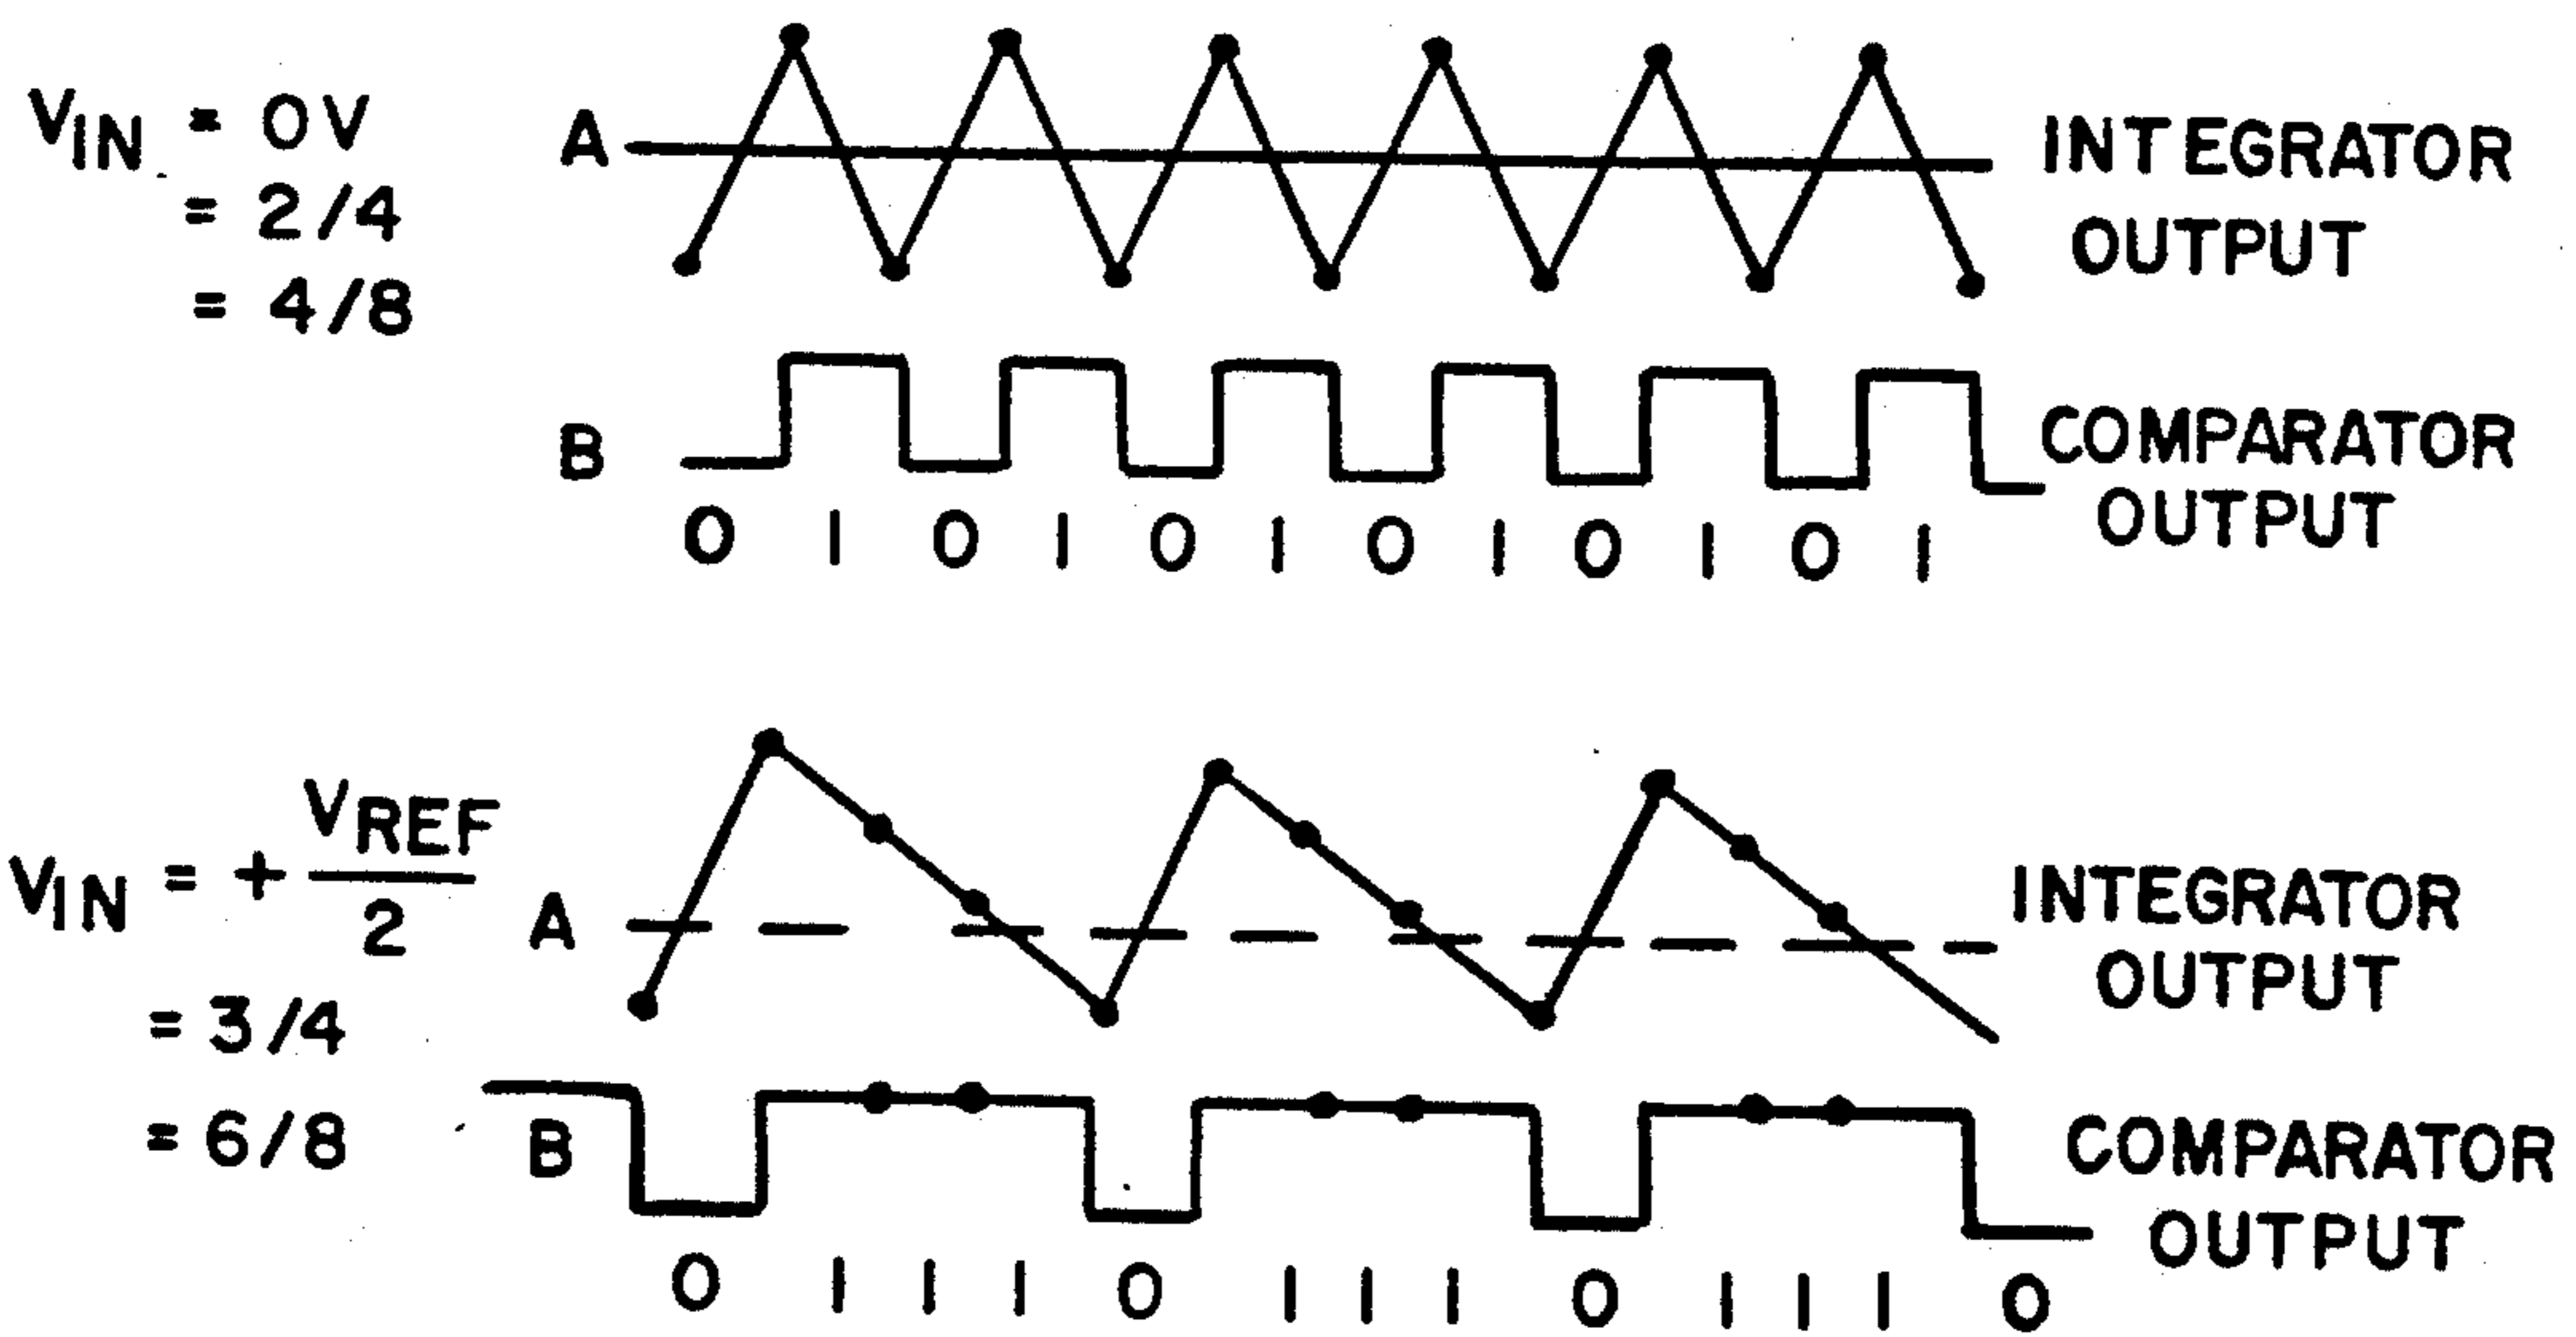 VIN = 0V
= 2/4
= 4/8
A
INTEGRATOR
OUTPUT
B
COMPARATOR
OUTPUT
0 1 0 1 0 1 0 1 0 1 0 1
VIN = + VREF
2
= 3/4
= 6/8
A
INTEGRATOR
OUTPUT
B
COMPARATOR
OUTPUT
0 1 1 1 0 1 1 1 0 1 1 1 0